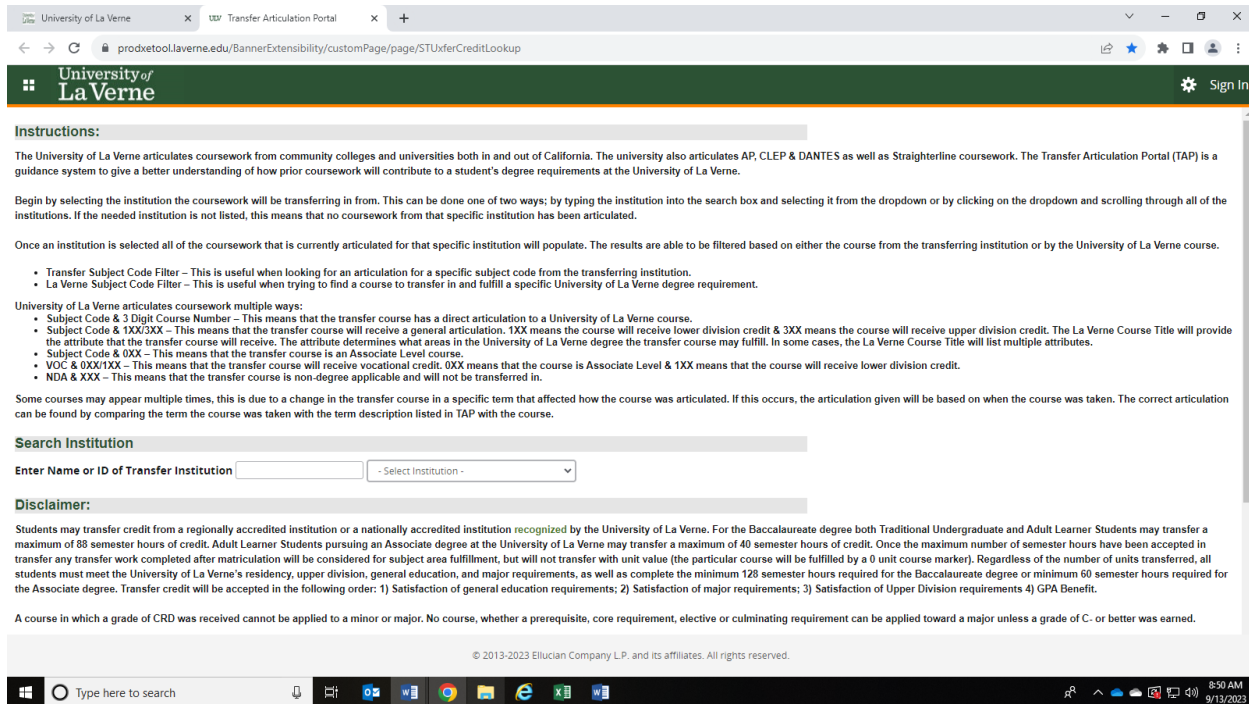 University of La Verne
ULV Transfer Articulation Portal
prodxetool.laverne.edu/BannerExtensibility/customPage/page/STUxferCreditLookup
University of
La Verne
Sign In
Instructions:
The University of La Verne articulates coursework from community colleges and universities both in and out of California. The university also articulates AP, CLEP & DANTES as well as Straighterline coursework. The Transfer Articulation Portal (TAP) is a
guidance system to give a better understanding of how prior coursework will contribute to a student's degree requirements at the University of La Verne.
Begin by selecting the institution the coursework will be transferring in from. This can be done one of two ways; by typing the institution into the search box and selecting it from the dropdown or by clicking on the dropdown and scrolling through all of the
institutions. If the needed institution is not listed, this means that no coursework from that specific institution has been articulated.
Once an institution is selected all of the coursework that is currently articulated for that specific institution will populate. The results are able to be filtered based on either the course from the transferring institution or by the University of La Verne course.
• Transfer Subject Code Filter – This is useful when looking for an articulation for a specific subject code from the transferring institution.
• La Verne Subject Code Filter – This is useful when trying to find a course to transfer in and fulfill a specific University of La Verne degree requirement.
University of La Verne articulates coursework multiple ways:
• Subject Code & 3 Digit Course Number – This means that the transfer course has a direct articulation to a University of La Verne course.
• Subject Code & 1XX/3XX – This means that the transfer course will receive a general articulation. 1XX means the course will receive lower division credit & 3XX means the course will receive upper division credit. The La Verne Course Title will provide
the attribute that the transfer course will receive. The attribute determines what areas in the University of La Verne degree the transfer course may fulfill. In some cases, the La Verne Course Title will list multiple attributes.
• Subject Code & 0XX – This means that the transfer course is an Associate Level course.
• VOC & 0XX/1XX – This means that the transfer course will receive vocational credit. 0XX means that the course is Associate Level & 1XX means that the course will receive lower division credit.
• NDA & XXX – This means that the transfer course is non-degree applicable and will not be transferred in.
Some courses may appear multiple times, this is due to a change in the transfer course in a specific term that affected how the course was articulated. If this occurs, the articulation given will be based on when the course was taken. The correct articulation
can be found by comparing the term the course was taken with the term description listed in TAP with the course.
Search Institution
Enter Name or ID of Transfer Institution - Select Institution -
Disclaimer:
Students may transfer credit from a regionally accredited institution or a nationally accredited institution recognized by the University of La Verne. For the Baccalaureate degree both Traditional Undergraduate and Adult Learner Students may transfer a
maximum of 88 semester hours of credit. Adult Learner Students pursuing an Associate degree at the University of La Verne may transfer a maximum of 40 semester hours of credit. Once the maximum number of semester hours have been accepted in
transfer any transfer work completed after matriculation will be considered for subject area fulfillment, but will not transfer with unit value (the particular course will be fulfilled by a 0 unit course marker). Regardless of the number of units transferred, all
students must meet the University of La Verne's residency, upper division, general education, and major requirements, as well as complete the minimum 128 semester hours required for the Baccalaureate degree or minimum 60 semester hours required for
the Associate degree. Transfer credit will be accepted in the following order: 1) Satisfaction of general education requirements; 2) Satisfaction of major requirements; 3) Satisfaction of Upper Division requirements 4) GPA Benefit.
A course in which a grade of CRD was received cannot be applied to a minor or major. No course, whether a prerequisite, core requirement, elective or culminating requirement can be applied toward a major unless a grade of C- or better was earned.
© 2013-2023 Ellucian Company L.P. and its affiliates. All rights reserved.
Type here to search
8:50 AM
9/13/2023